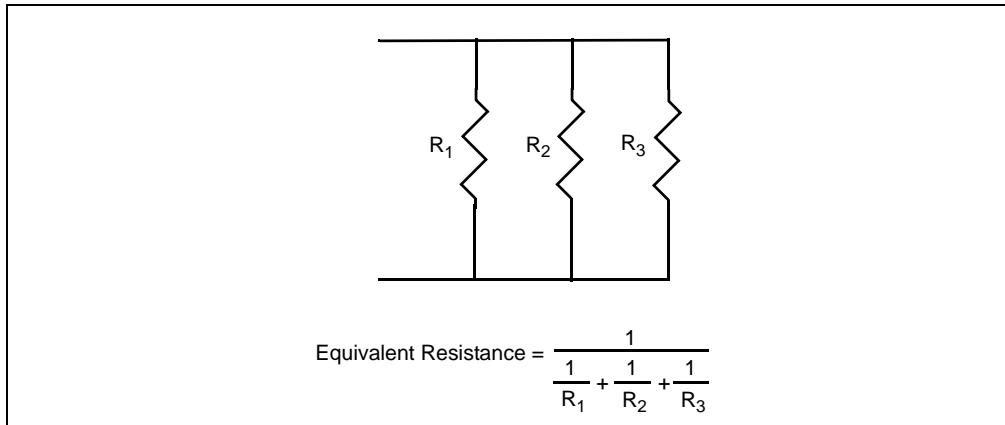 R1 R2 R3
Equivalent Resistance = 1
1 + 1 + 1
R1 R2 R3